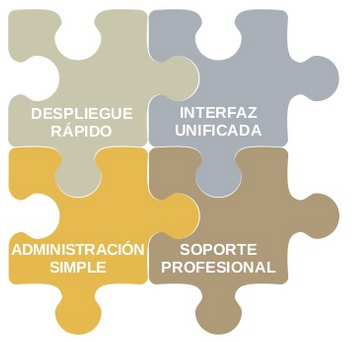 DESPLIEGUE
RÁPIDO
INTERFAZ
UNIFICADA
ADMINISTRACIÓN
SIMPLE
SOPORTE
PROFESIONAL